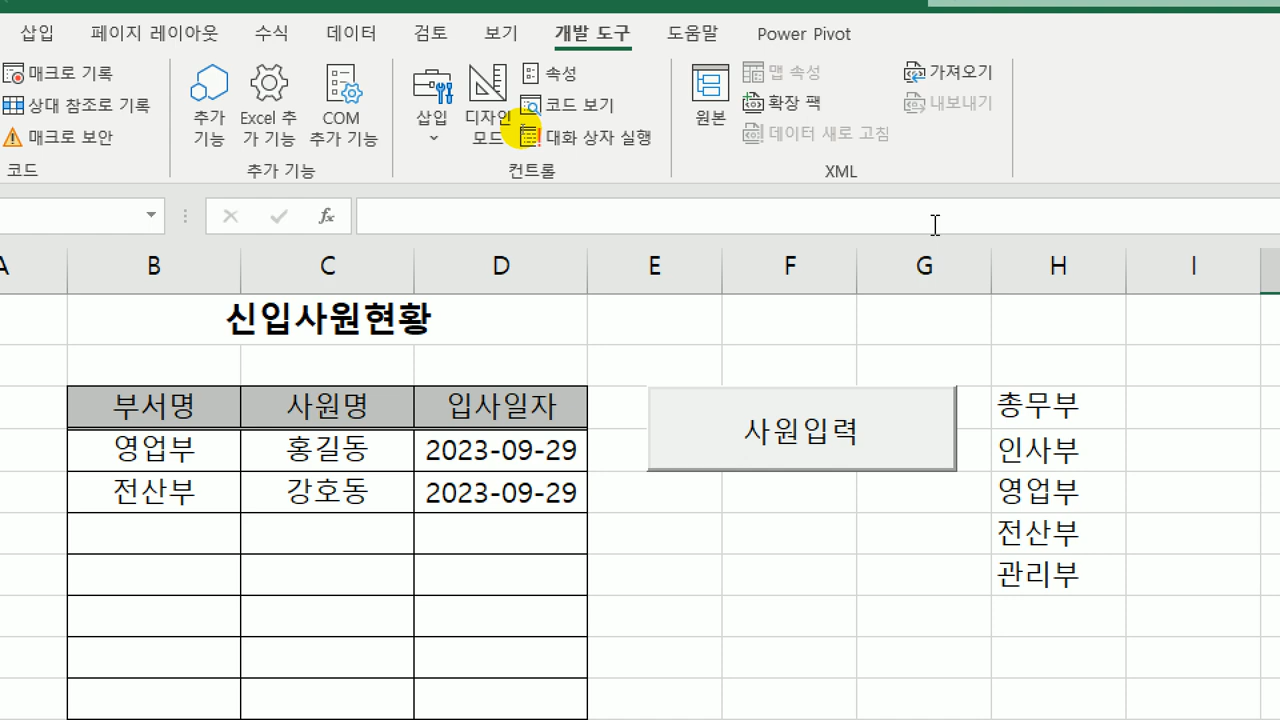 삽입 페이지 레이아웃 수식 데이터 검토 보기 개발 도구 도움말 Power Pivot
매크로 기록
상대 참조로 기록
매크로 보안
코드
추가 기능
Excel 추가 기능
COM 추가 기능
추가 기능
삽입
디자인 모드
속성
코드 보기
대화 상자 실행
컨트롤
원본
맵 속성
확장 팩
데이터 새로 고침
가져오기
내보내기
XML
fx
A B C D E F G H I
신입사원현황
부서명 사원명 입사일자
영업부 홍길동 2023-09-29
전산부 강호동 2023-09-29
사원입력
총무부
인사부
영업부
전산부
관리부